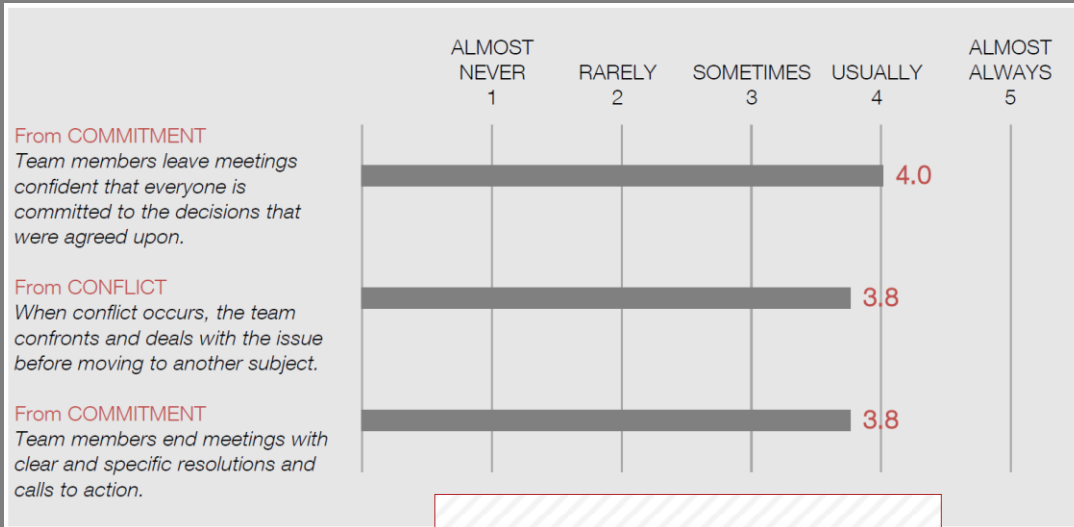 ALMOST
NEVER
1
RARELY
2
SOMETIMES
3
USUALLY
4
ALMOST
ALWAYS
5
From COMMITMENT
Team members leave meetings
confident that everyone is
committed to the decisions that
were agreed upon.
4.0
From CONFLICT
When conflict occurs, the team
confronts and deals with the issue
before moving to another subject.
3.8
From COMMITMENT
Team members end meetings with
clear and specific resolutions and
calls to action.
3.8